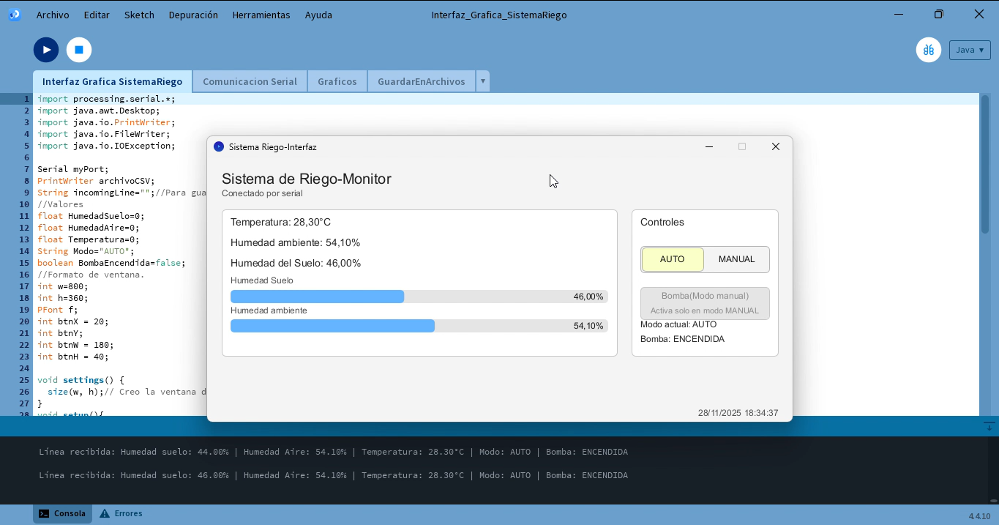 Archivo Editar Sketch Depuración Herramientas Ayuda Interfaz_Grafica_SistemaRiego
Java ▾
Interfaz Grafica SistemaRiego Comunicacion Serial Graficos GuardarEnArchivos ▾
1 import processing.serial.*;
2 import java.awt.Desktop;
3 import java.io.PrintWriter;
4 import java.io.FileWriter;
5 import java.io.IOException;
6
7 Serial myPort;
8 PrintWriter archivoCSV;
9 String incomingLine="";//Para gua
10 //Valores
11 float HumedadSuelo=0;
12 float HumedadAire=0;
13 float Temperatura=0;
14 String Modo="AUTO";
15 boolean BombaEncendida=false;
16 //Formato de ventana.
17 int w=800;
18 int h=360;
19 PFont f;
20 int btnX = 20;
21 int btnY;
22 int btnW = 180;
23 int btnH = 40;
24
25 void settings() {
26 size(w, h);// Creo la ventana d
27 }
28 void setup(){
Sistema Riego-Interfaz
Sistema de Riego-Monitor
Conectado por serial
Temperatura: 28,30°C
Humedad ambiente: 54,10%
Humedad del Suelo: 46,00%
Humedad Suelo
46,00%
Humedad ambiente
54,10%
Controles
AUTO MANUAL
Bomba(Modo manual)
Activa solo en modo MANUAL
Modo actual: AUTO
Bomba: ENCENDIDA
28/11/2025 18:34:37
Línea recibida: Humedad suelo: 44.00% | Humedad Aire: 54.10% | Temperatura: 28.30°C | Modo: AUTO | Bomba: ENCENDIDA
Línea recibida: Humedad suelo: 46.00% | Humedad Aire: 54.10% | Temperatura: 28.30°C | Modo: AUTO | Bomba: ENCENDIDA
Consola Errores
4.4.10